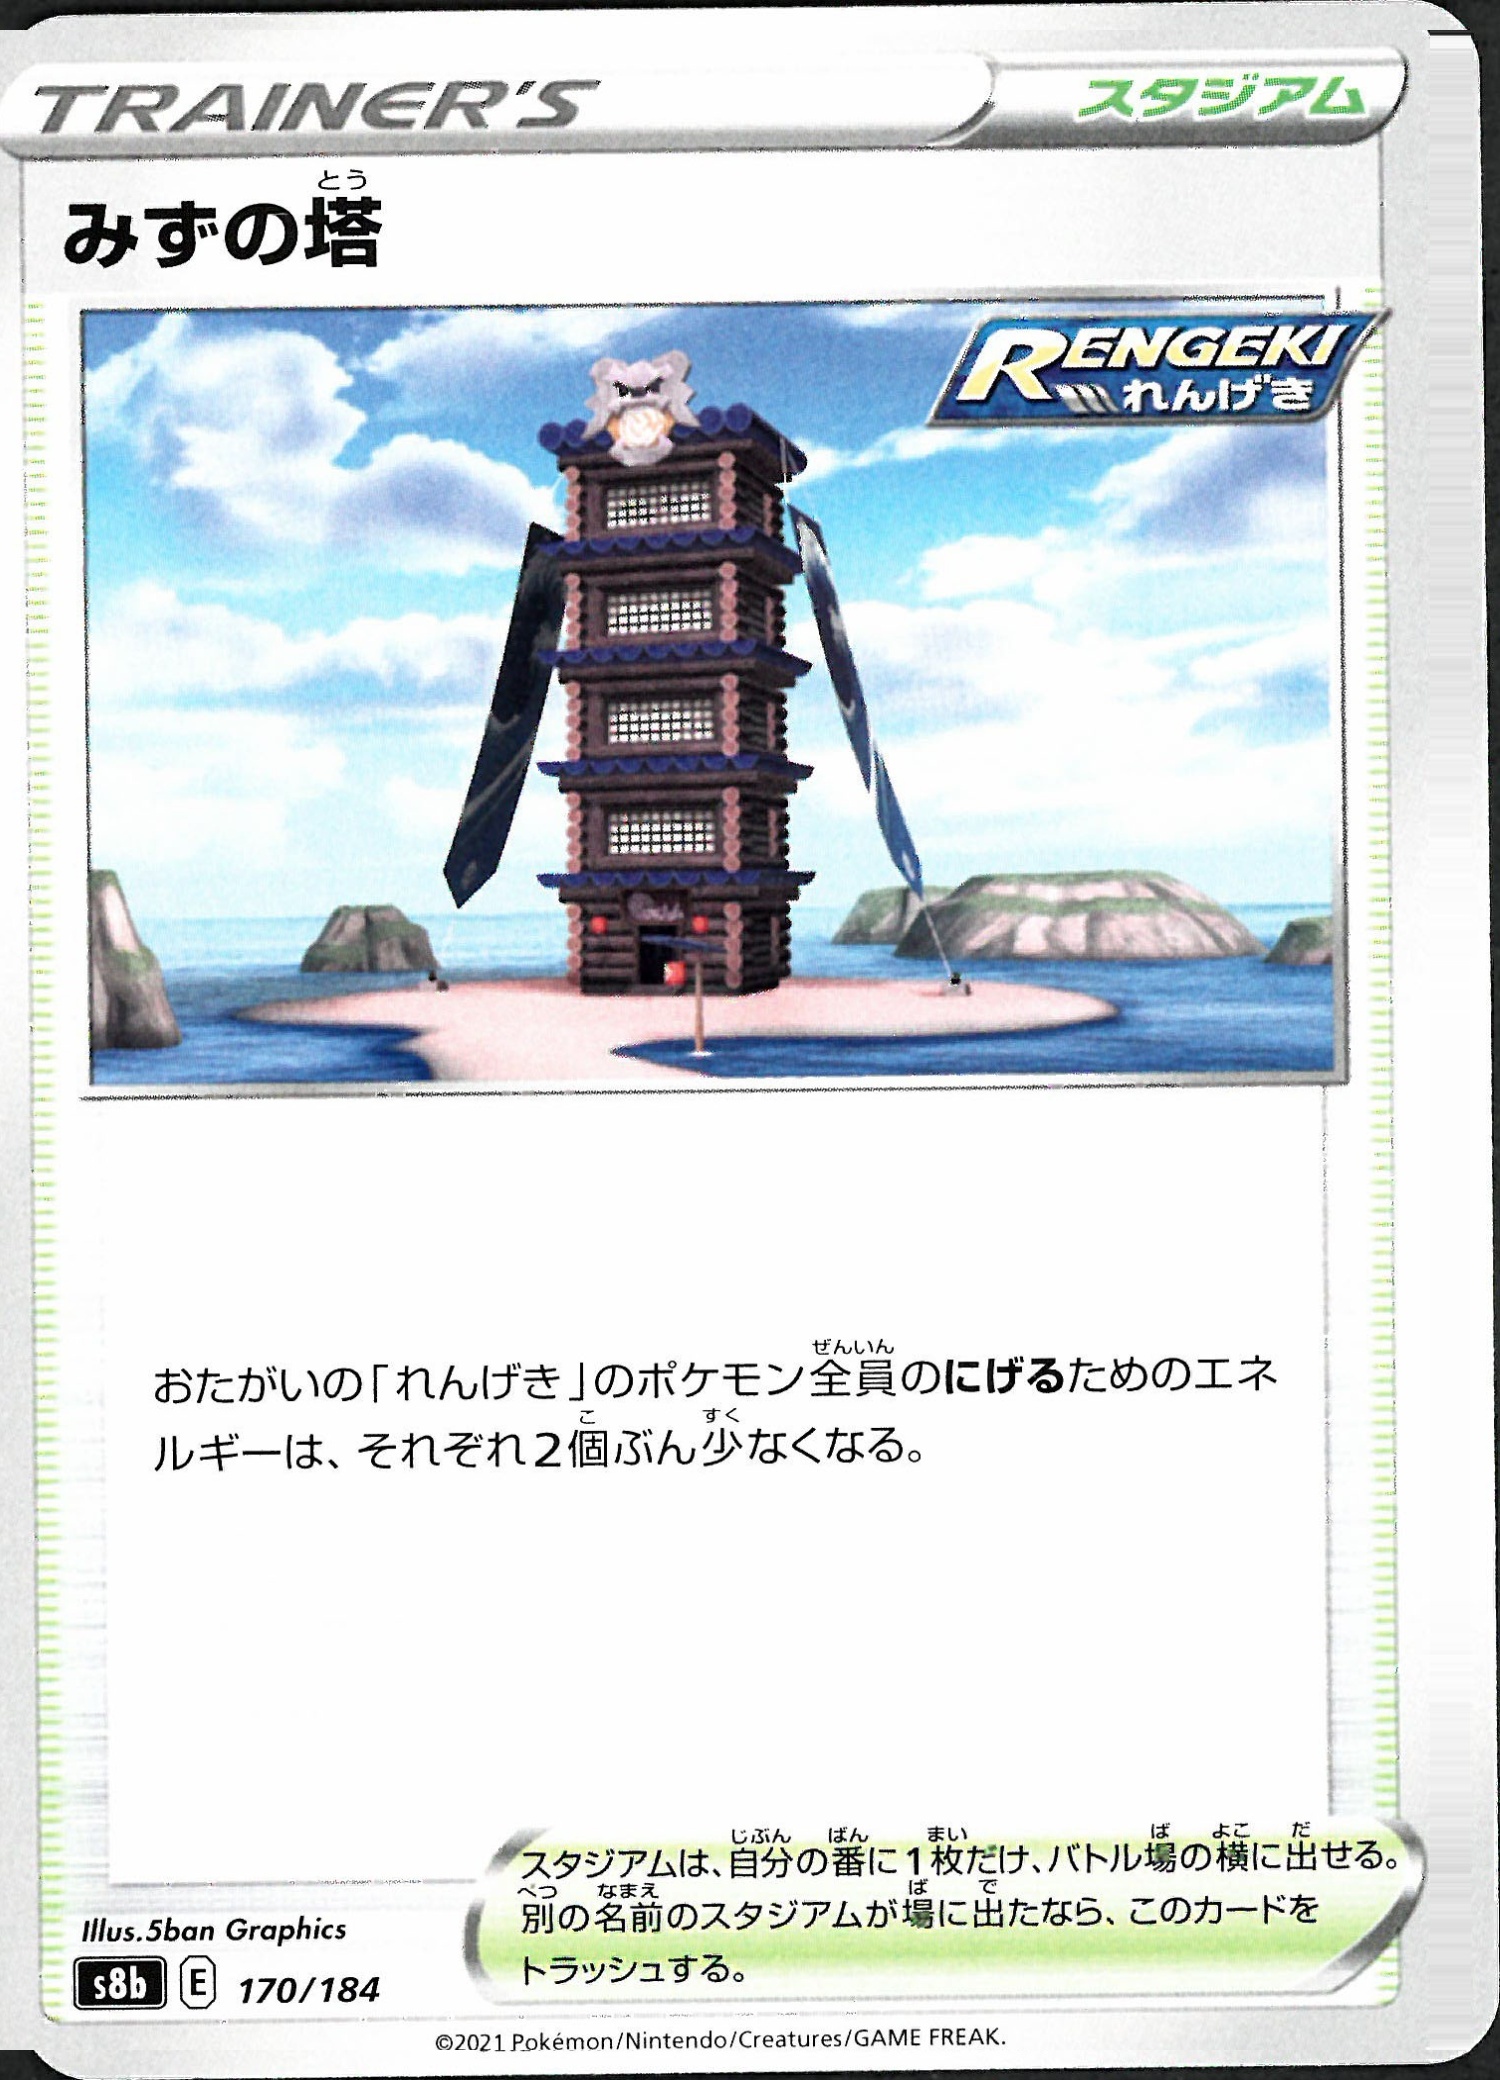 TRAINER'S
スタジアム
とう
みずの塔
RENGEKI
れんげき
ぜんいん
おたがいの「れんげき」のポケモン全員のにげるためのエネ
こ すく
ルギーは、それぞれ2個ぶん少なくなる。
じぶん ばん まい ば よこ だ
スタジアムは、自分の番に1枚だけ、バトル場の横に出せる。
べつ なまえ ば で
別の名前のスタジアムが場に出たなら、このカードを
トラッシュする。
Illus.5ban Graphics
s8b E 170/184
©2021 Pokémon/Nintendo/Creatures/GAME FREAK.